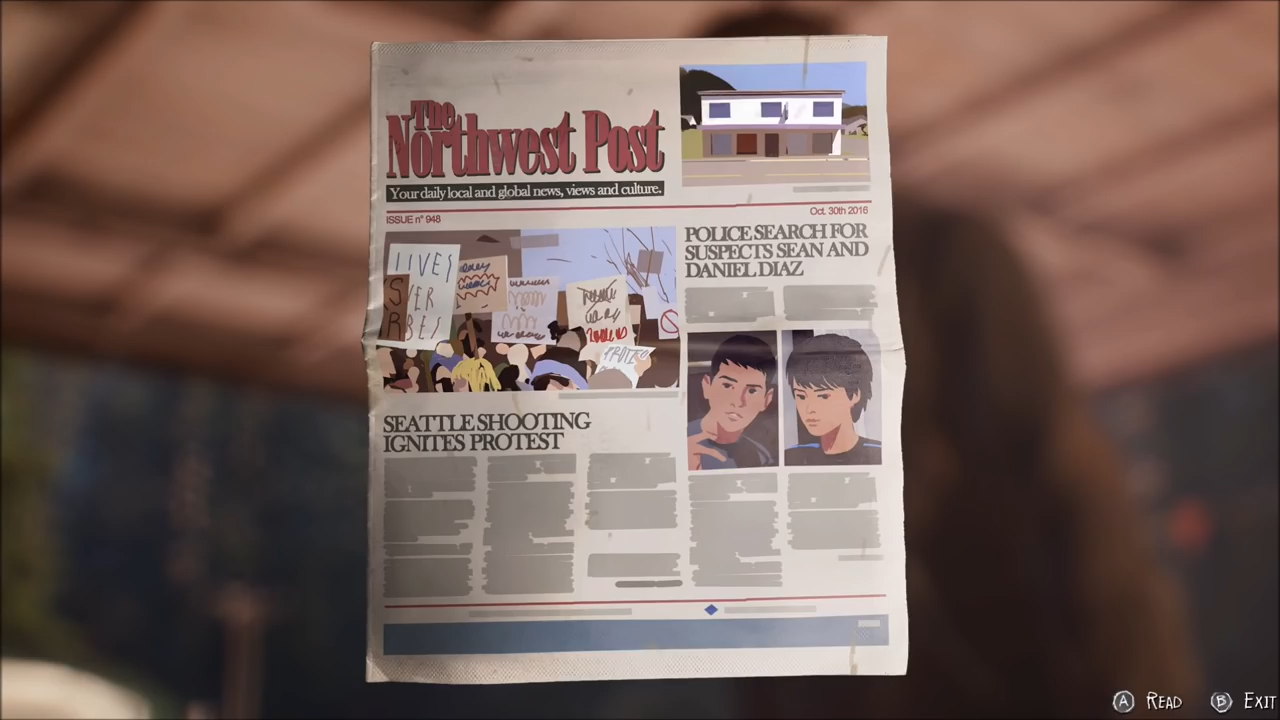 The
Northwest Post
Your daily local and global news, views and culture.
ISSUE n° 948
Oct. 30th 2016
POLICE SEARCH FOR
SUSPECTS SEAN AND
DANIEL DIAZ
LIVES
SEATTLE SHOOTING
IGNITES PROTEST
A READ
B EXIT